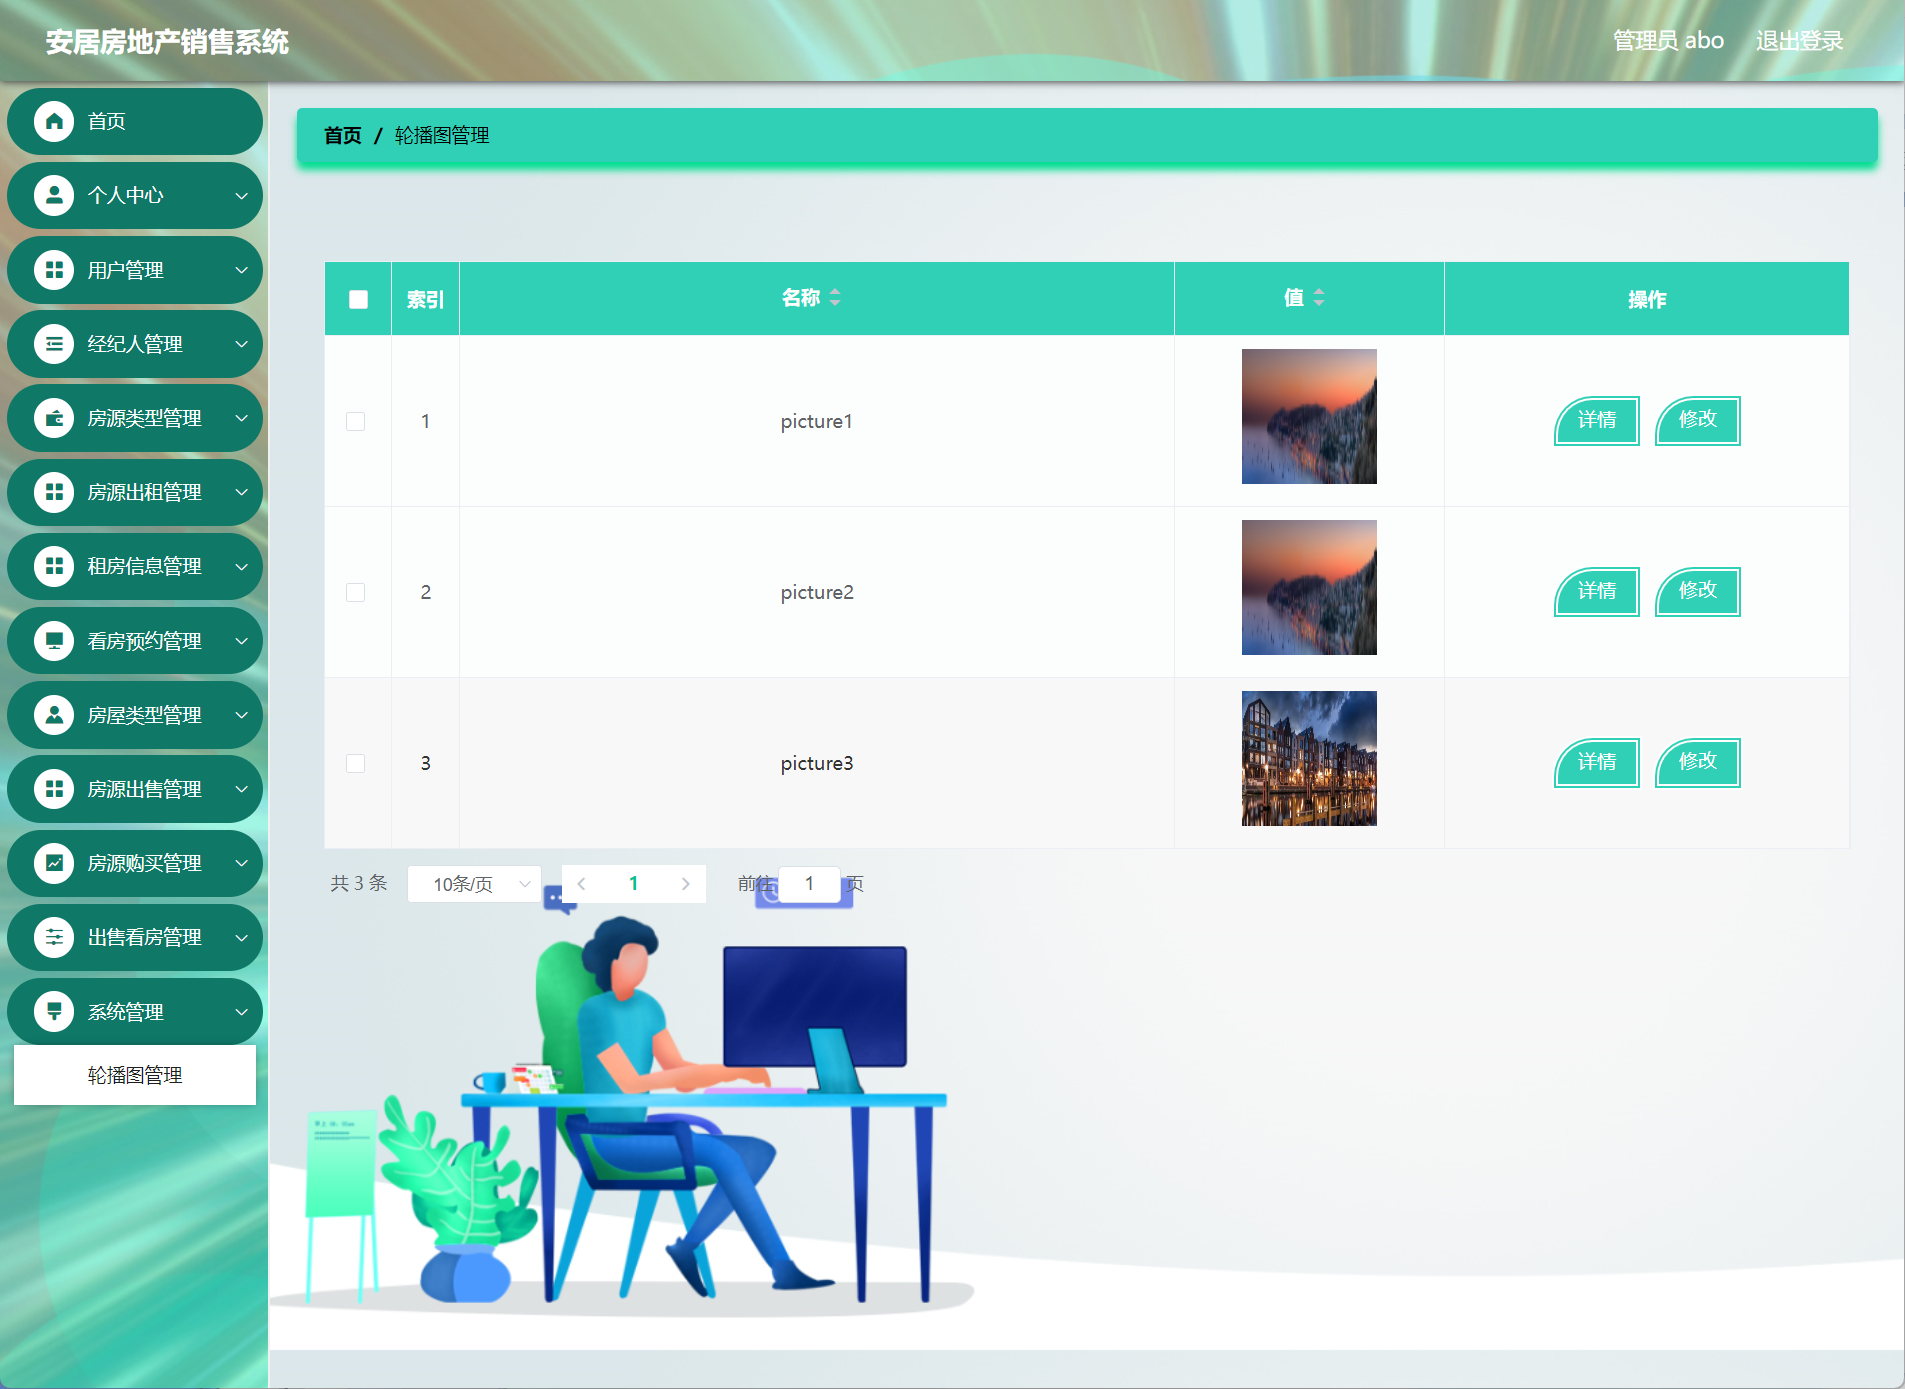 安居房地产销售系统
管理员 abo 退出登录
首页
个人中心
用户管理
经纪人管理
房源类型管理
房源出租管理
租房信息管理
看房预约管理
房屋类型管理
房源出售管理
房源购买管理
出售看房管理
系统管理
轮播图管理
首页 / 轮播图管理
索引 名称 值 操作
1 picture1 详情 修改
2 picture2 详情 修改
3 picture3 详情 修改
共 3 条 10条/页 1 前往 1 页